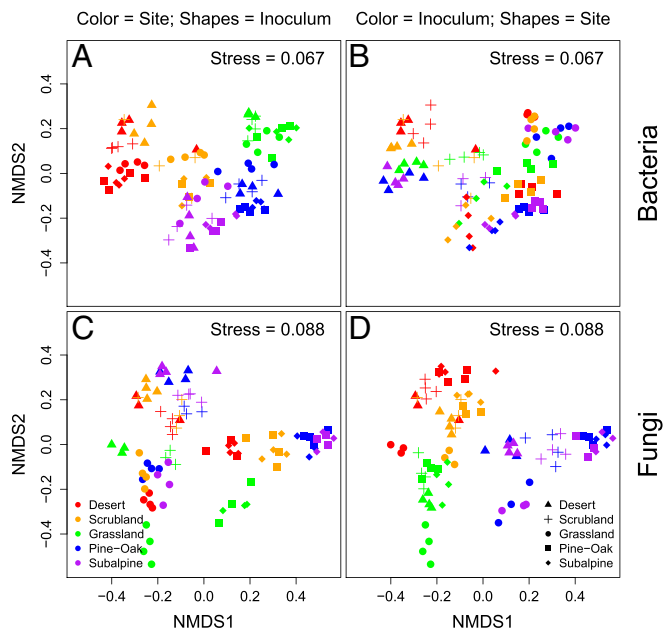 Color = Site; Shapes = Inoculum
Color = Inoculum; Shapes = Site
A
Stress = 0.067
B
Stress = 0.067
Bacteria
NMDS2
0.4
0.2
0.0
−0.2
−0.4
C
Stress = 0.088
D
Stress = 0.088
Fungi
NMDS2
0.4
0.2
0.0
−0.2
−0.4
Desert
Scrubland
Grassland
Pine−Oak
Subalpine
Desert
Scrubland
Grassland
Pine−Oak
Subalpine
−0.4 −0.2 0.0 0.2 0.4
−0.4 −0.2 0.0 0.2 0.4
NMDS1
NMDS1